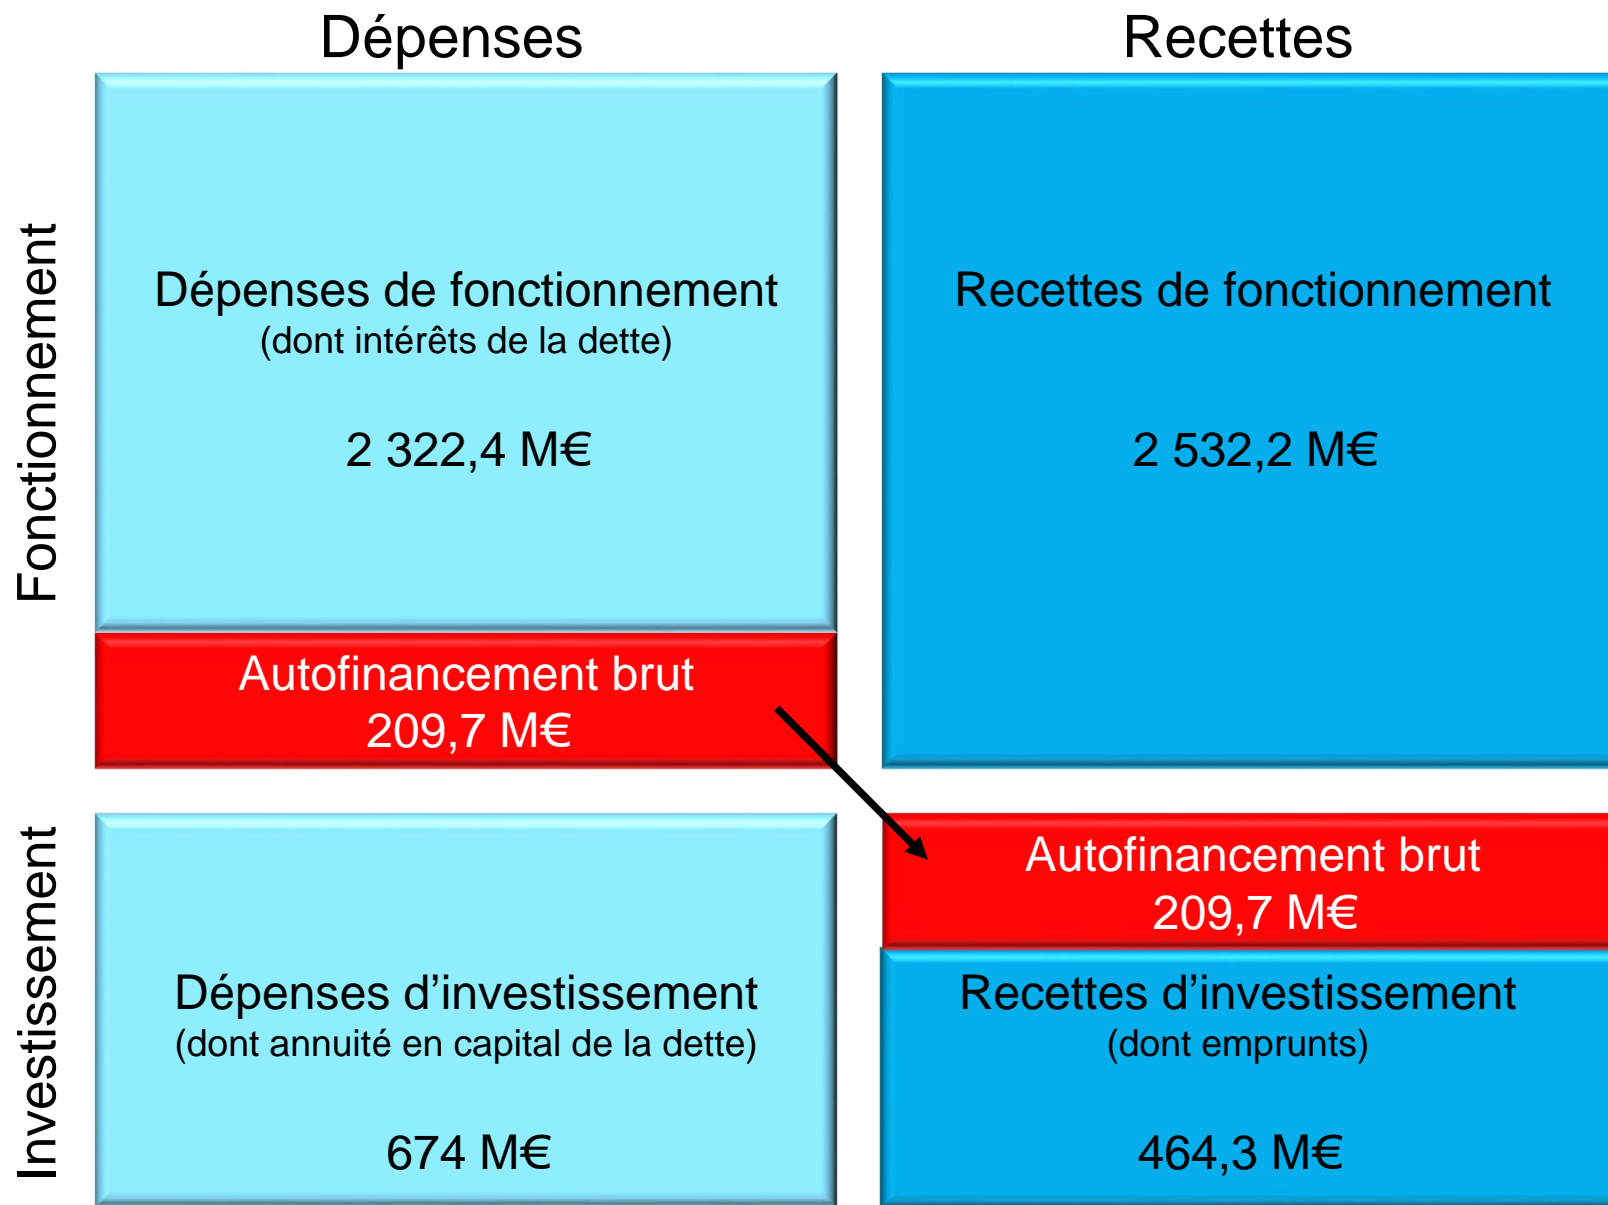 Dépenses
Recettes
Fonctionnement
Dépenses de fonctionnement
(dont intérêts de la dette)
2 322,4 M€
Recettes de fonctionnement
2 532,2 M€
Autofinancement brut
209,7 M€
Investissement
Autofinancement brut
209,7 M€
Dépenses d’investissement
(dont annuité en capital de la dette)
674 M€
Recettes d’investissement
(dont emprunts)
464,3 M€